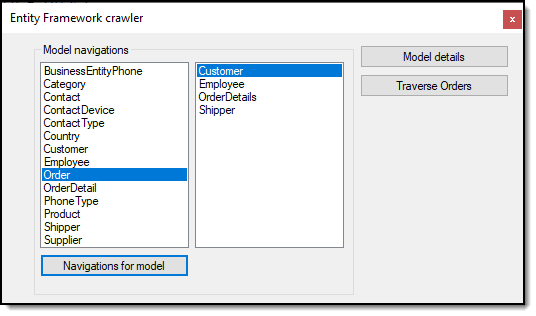 Entity Framework crawler
x
Model navigations
BusinessEntityPhone
Category
Contact
ContactDevice
ContactType
Country
Customer
Employee
Order
OrderDetail
PhoneType
Product
Shipper
Supplier
Customer
Employee
OrderDetails
Shipper
Navigations for model
Model details
Traverse Orders